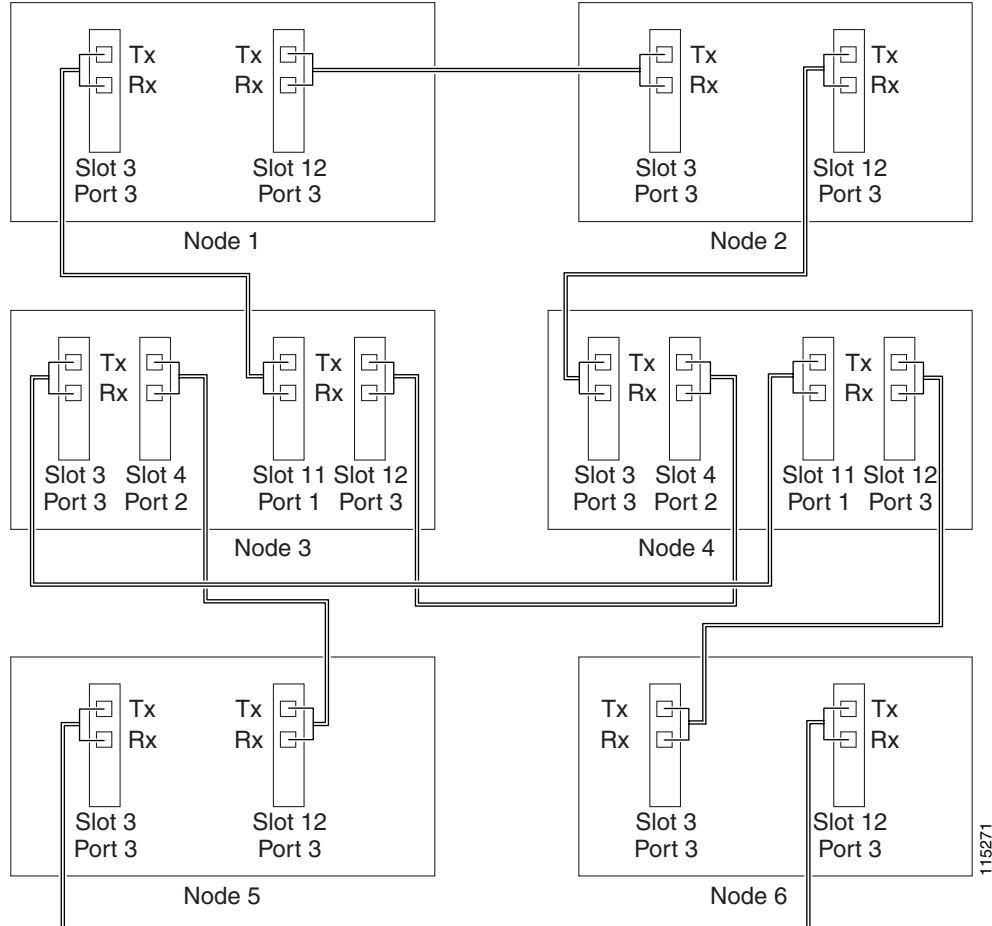 Tx Tx Tx Tx
Rx Rx Rx Rx
Slot 3 Slot 12 Slot 3 Slot 12
Port 3 Port 3 Port 3 Port 3
Node 1 Node 2
Tx Tx Tx Tx
Rx Rx Rx Rx
Slot 3 Slot 4 Slot 11 Slot 12 Slot 3 Slot 4 Slot 11 Slot 12
Port 3 Port 2 Port 1 Port 3 Port 3 Port 2 Port 1 Port 3
Node 3 Node 4
Tx Tx Tx Tx
Rx Rx Rx Rx
Slot 3 Slot 12 Slot 3 Slot 12
Port 3 Port 3 Port 3 Port 3
Node 5 Node 6
115271